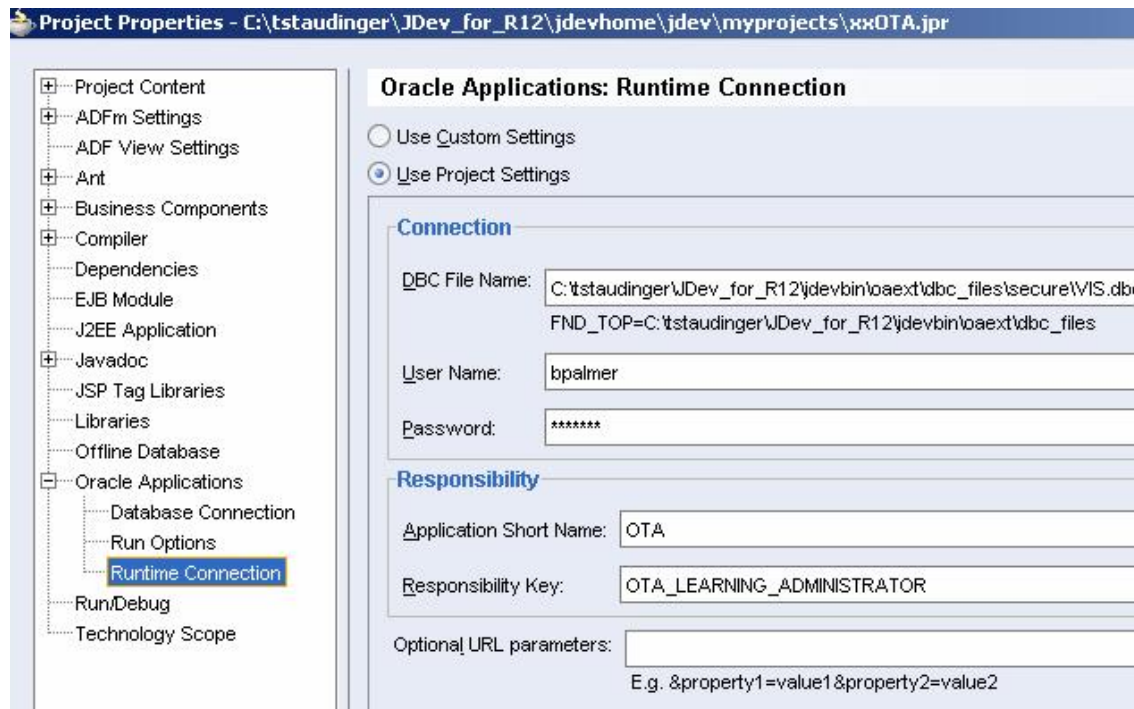 Project Properties - C:\tstaudinger\JDev_for_R12\jdevhome\jdev\myprojects\xxOTA.jpr
Project Content
ADFm Settings
ADF View Settings
Ant
Business Components
Compiler
Dependencies
EJB Module
J2EE Application
Javadoc
JSP Tag Libraries
Libraries
Offline Database
Oracle Applications
Database Connection
Run Options
Runtime Connection
Run/Debug
Technology Scope
Oracle Applications: Runtime Connection
Use Custom Settings
Use Project Settings
Connection
DBC File Name: C:\tstaudinger\JDev_for_R12\jdevbin\oaext\dbc_files\secure\VIS.dbc
FND_TOP=C:\tstaudinger\JDev_for_R12\jdevbin\oaext\dbc_files
User Name: bpalmer
Password: *******
Responsibility
Application Short Name: OTA
Responsibility Key: OTA_LEARNING_ADMINISTRATOR
Optional URL parameters:
E.g. &property1=value1&property2=value2